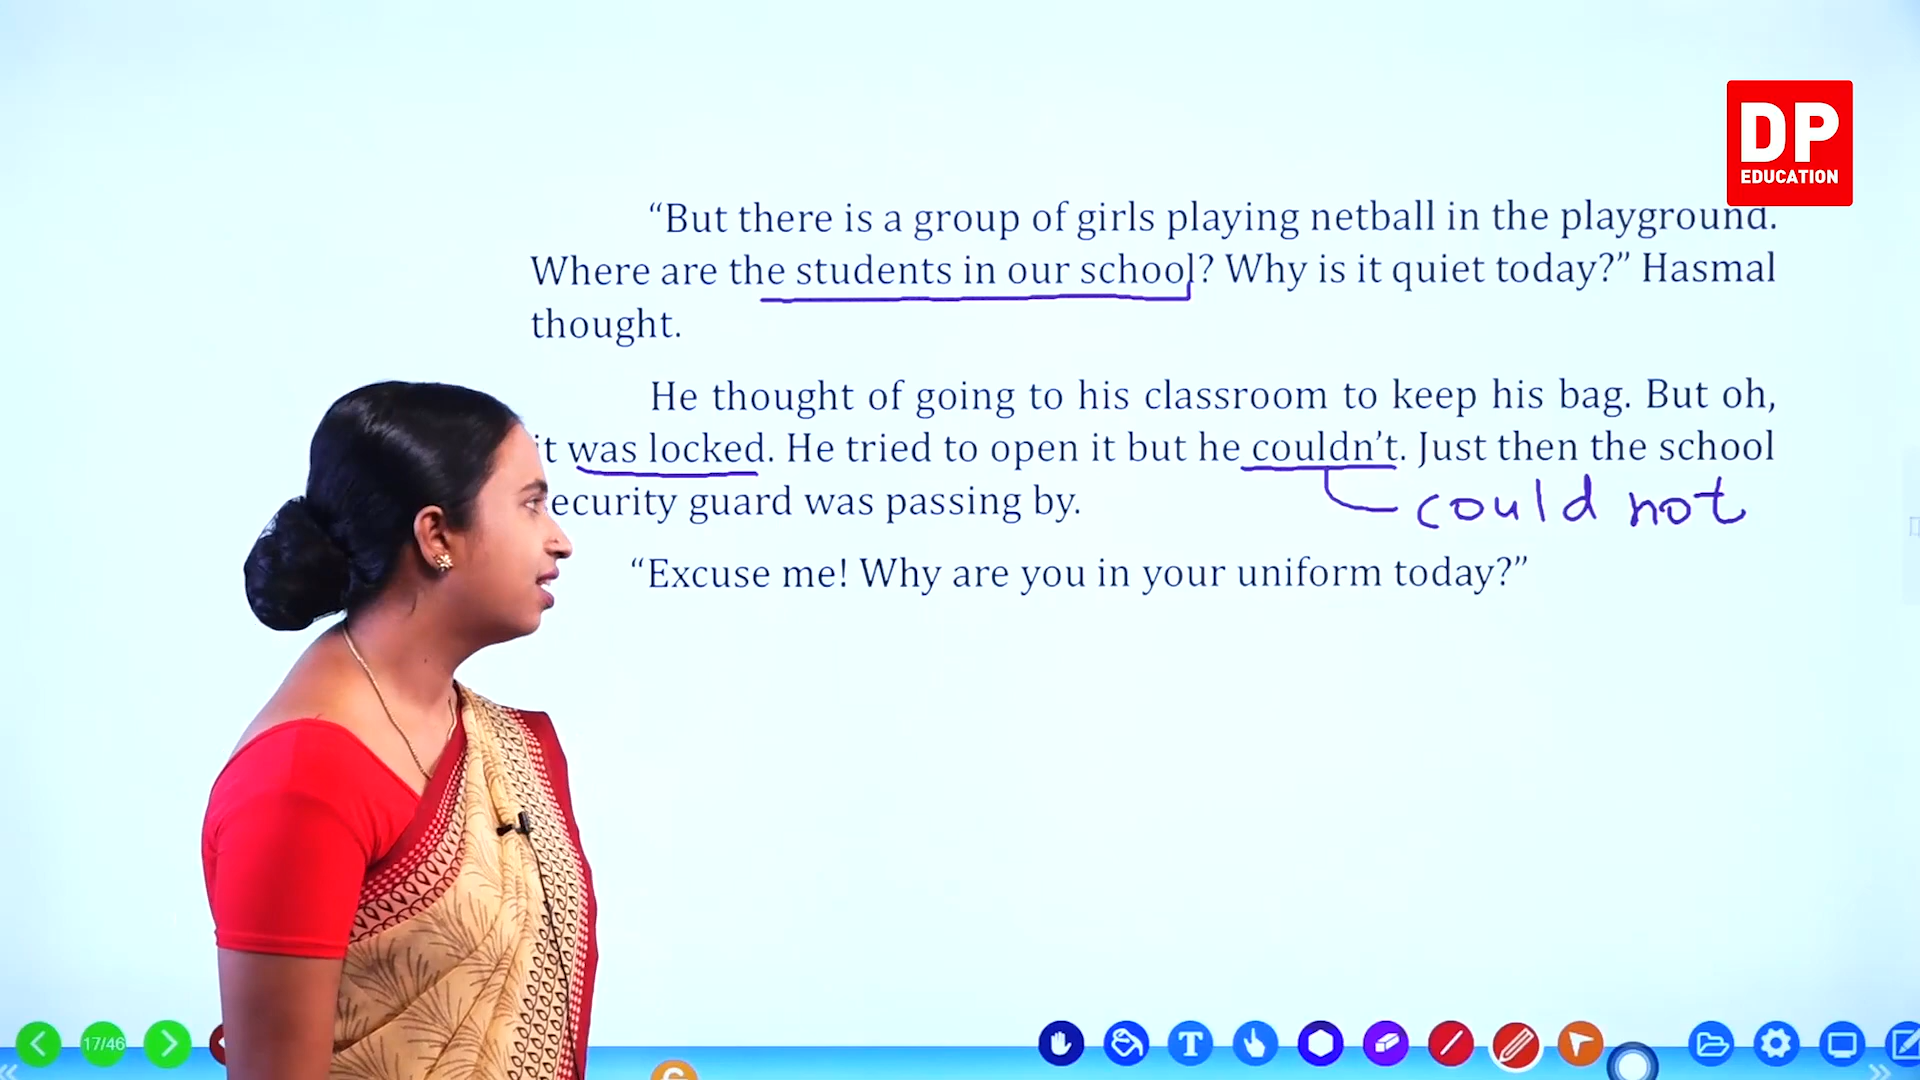 DP
EDUCATION
“But there is a group of girls playing netball in the playground.
Where are the students in our school? Why is it quiet today?” Hasmal
thought.
He thought of going to his classroom to keep his bag. But oh,
it was locked. He tried to open it but he couldn’t. Just then the school
security guard was passing by.
could not
“Excuse me! Why are you in your uniform today?”
17/46
T